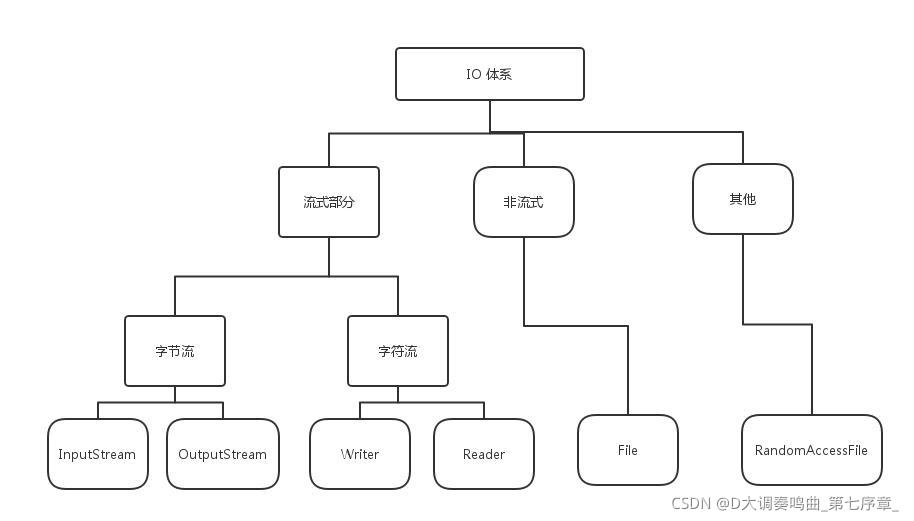 IO 体系
流式部分
非流式
其他
字节流
字符流
InputStream
OutputStream
Writer
Reader
File
RandomAccessFile
CSDN @D大调奏鸣曲_第七序章_